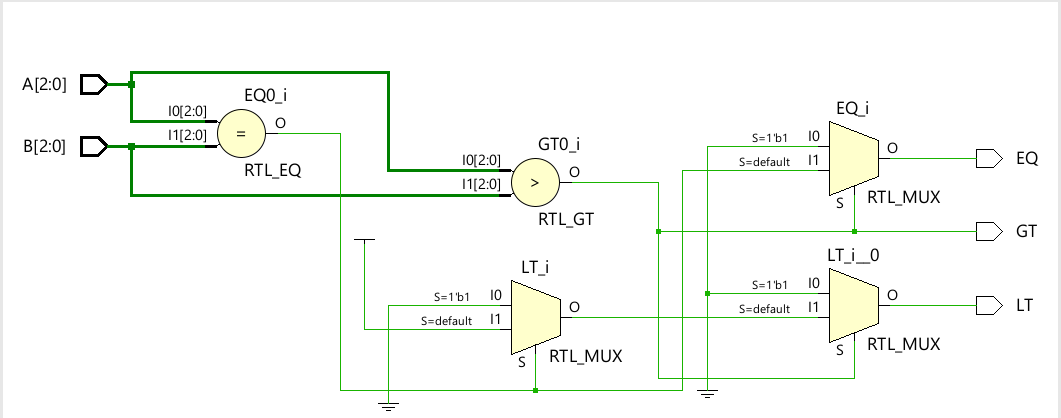 A[2:0]
B[2:0]
EQ0_i
I0[2:0]
I1[2:0]
=
O
RTL_EQ
GT0_i
I0[2:0]
I1[2:0]
>
O
RTL_GT
EQ_i
S=1'b1
I0
S=default
I1
O
S
RTL_MUX
EQ
GT
LT_i
S=1'b1
I0
S=default
I1
O
S
RTL_MUX
LT_i__0
S=1'b1
I0
S=default
I1
O
S
RTL_MUX
LT